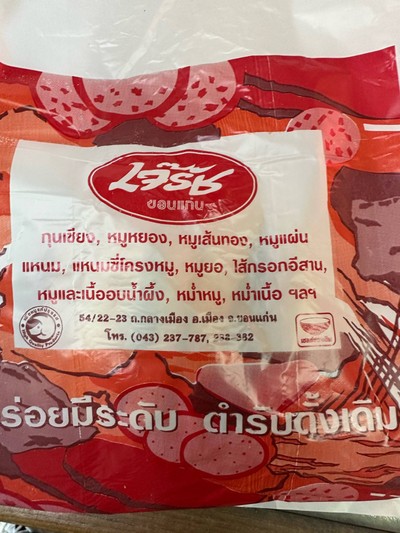 เจ๊รัช
ขอนแก่น
กุนเชียง, หมูหยอง, หมูเส้นทอง, หมูแผ่น
แหนม, แหนมซี่โครงหมู, หมูยอ, ไส้กรอกอีสาน,
หมูและเนื้ออบน้ำผึ้ง, หม่ำหมู, หม่ำเนื้อ ฯลฯ
54/22-23 ถ.กลางเมือง อ.เมือง จ.ขอนแก่น
โทร. (043) 237-787,
ร่อยมีระดับ ตำรับดั้งเดิม